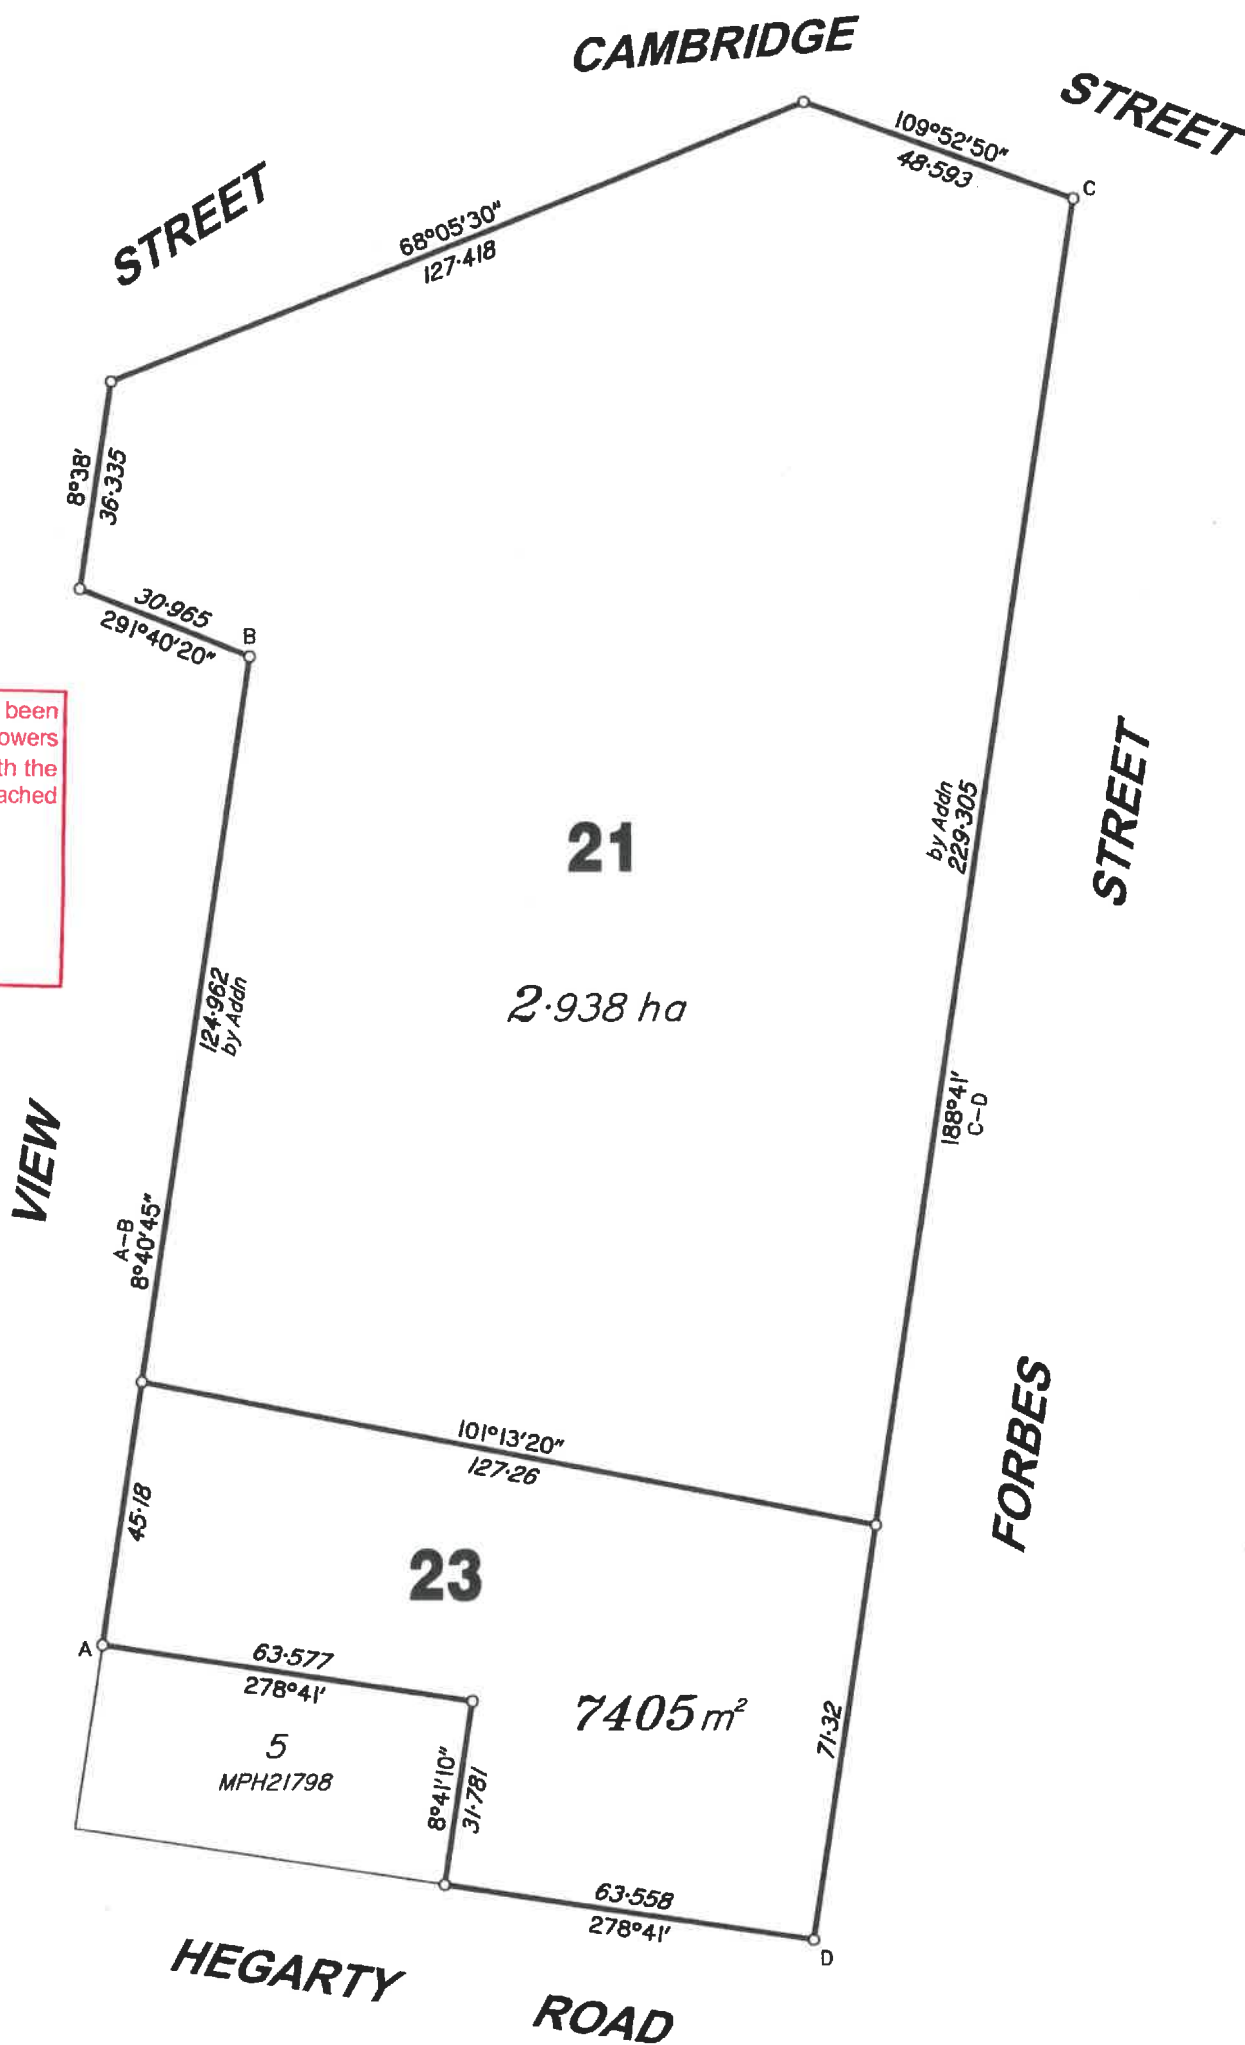 CAMBRIDGE
STREET
STREET
109°52'50"
48·593
C
68°05'30"
127·418
8°38'
36·335
30·965
291°40'20"
B
been
owers
th the
ached
21
2·938 ha
by Addn
229·305
STREET
124·962
by Addn
188°41'
C–D
VIEW
A–B
8°40'45"
101°13'20"
127·26
FORBES
45·18
23
A
63·577
278°41'
7405 m²
71·32
5
MPH21798
8°41'10"
31·781
63·558
278°41'
D
HEGARTY
ROAD